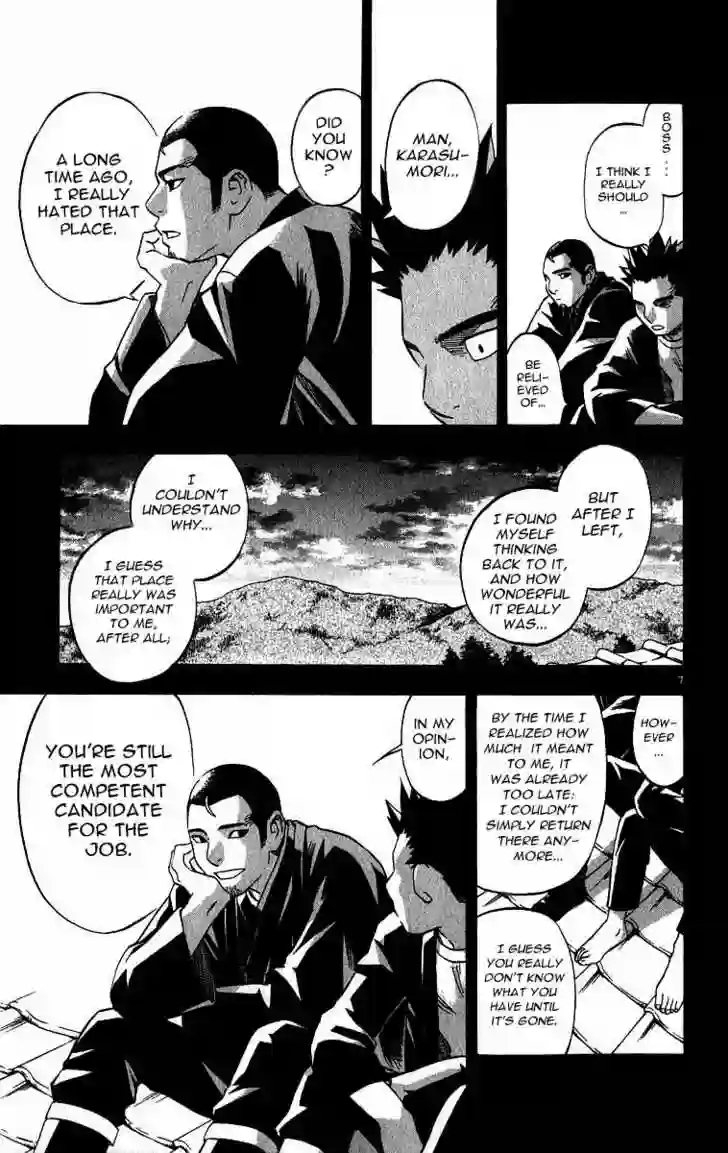 BOSS...
I THINK I
REALLY
SHOULD
...
BE
RELI-
EVED
OF...
MAN,
KARASU-
MORI...
DID
YOU
KNOW
?
A LONG
TIME AGO,
I REALLY
HATED THAT
PLACE.
BUT
AFTER I
LEFT,
I FOUND
MYSELF
THINKING
BACK TO IT,
AND HOW
WONDERFUL
IT REALLY
WAS...
I
COULDN'T
UNDERSTAND
WHY...
I GUESS
THAT PLACE
REALLY WAS
IMPORTANT
TO ME,
AFTER ALL;
7
HOW-
EVER
...
BY THE TIME I
REALIZED HOW
MUCH IT MEANT
TO ME, IT
WAS ALREADY
TOO LATE:
I COULDN'T
SIMPLY RETURN
THERE ANY-
MORE...
I GUESS
YOU REALLY
DON'T KNOW
WHAT YOU
HAVE UNTIL
IT'S GONE.
IN MY
OPIN-
ION,
YOU'RE STILL
THE MOST
COMPETENT
CANDIDATE
FOR THE
JOB.